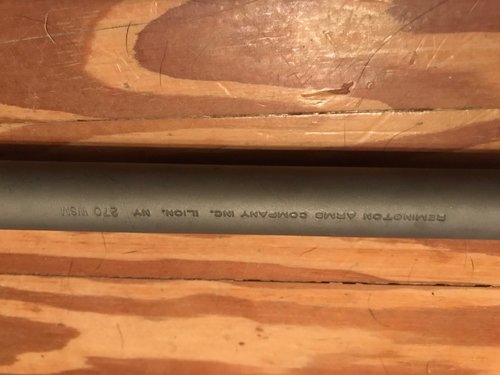 REMINGTON ARMS COMPANY INC. ILION, NY 270 WSM